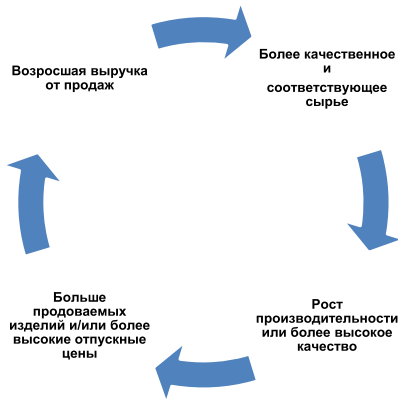 Возросшая выручка
от продаж
Более качественное
и
соответствующее
сырье
Рост
производительности
или более высокое
качество
Больше
продоваемых
изделий и/или более
высокие отпускные
цены